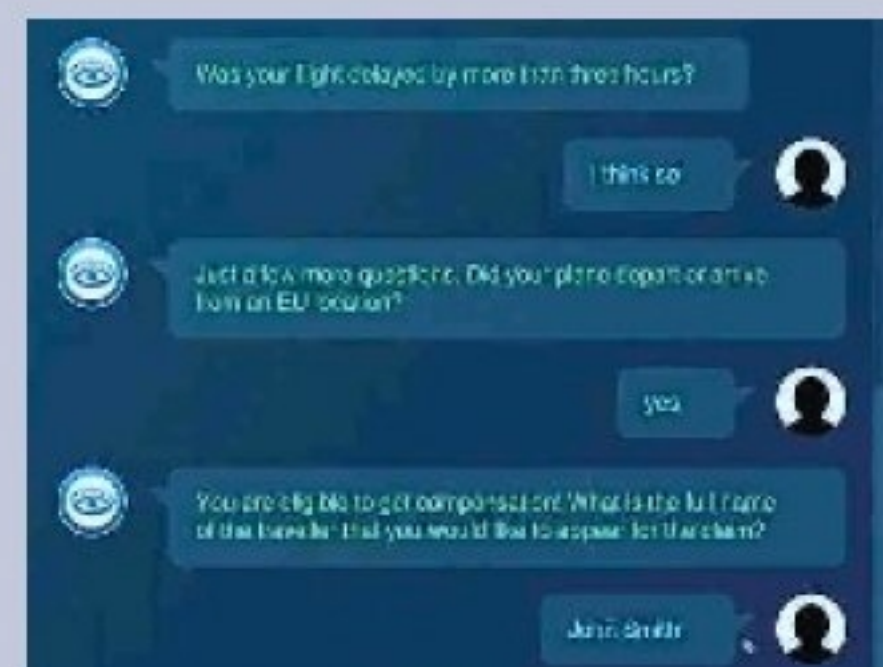 Was your flight delayed by more than three hours?
I think so
Just a few more questions. Did your plane depart or arrive
from an EU location?
yes
You are eligible to get compensation! What is the full name
of the traveller that you would like to appear for the claim?
John Smith